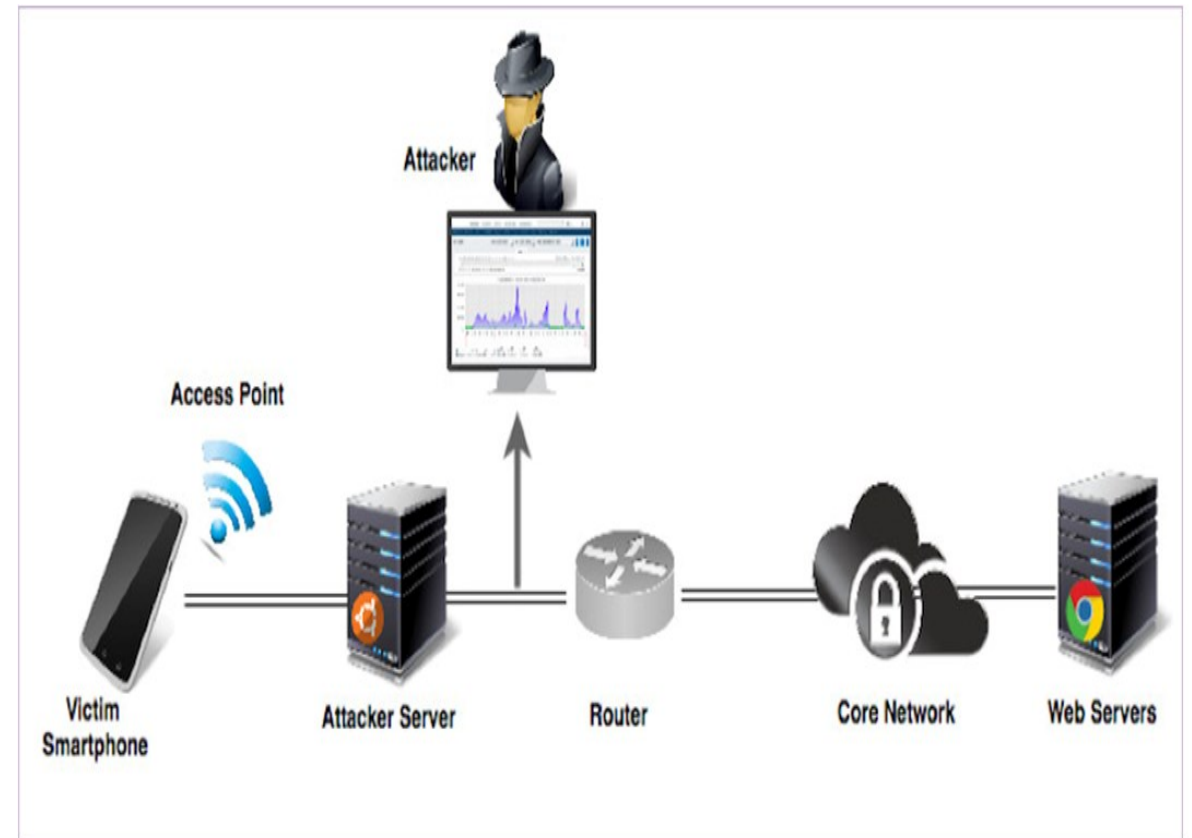 Attacker
Access Point
Victim
Smartphone
Attacker Server
Router
Core Network
Web Servers